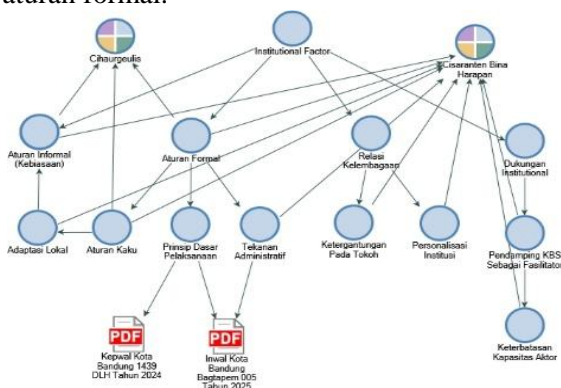 aturan formal.
Cihaurgeulis
Institutional Factor
Cisaranten Bina
Harapan
Aturan Informal
(Kebiasaan)
Aturan Formal
Relasi
Kelembagaan
Dukungan
Institutional
Adaptasi Lokal
Aturan Kaku
Prinsip Dasar
Pelaksanaan
Tekanan
Administratif
Ketergantungan
Pada Tokoh
Personalisasi
Institusi
Pendamping KBS
Sebagai Fasilitator
PDF
Kepwal Kota
Bandung 1439
DLH Tahun 2024
PDF
Inwal Kota
Bandung
Bagtapem 005
Tahun 2025
Keterbatasan
Kapasitas Aktor